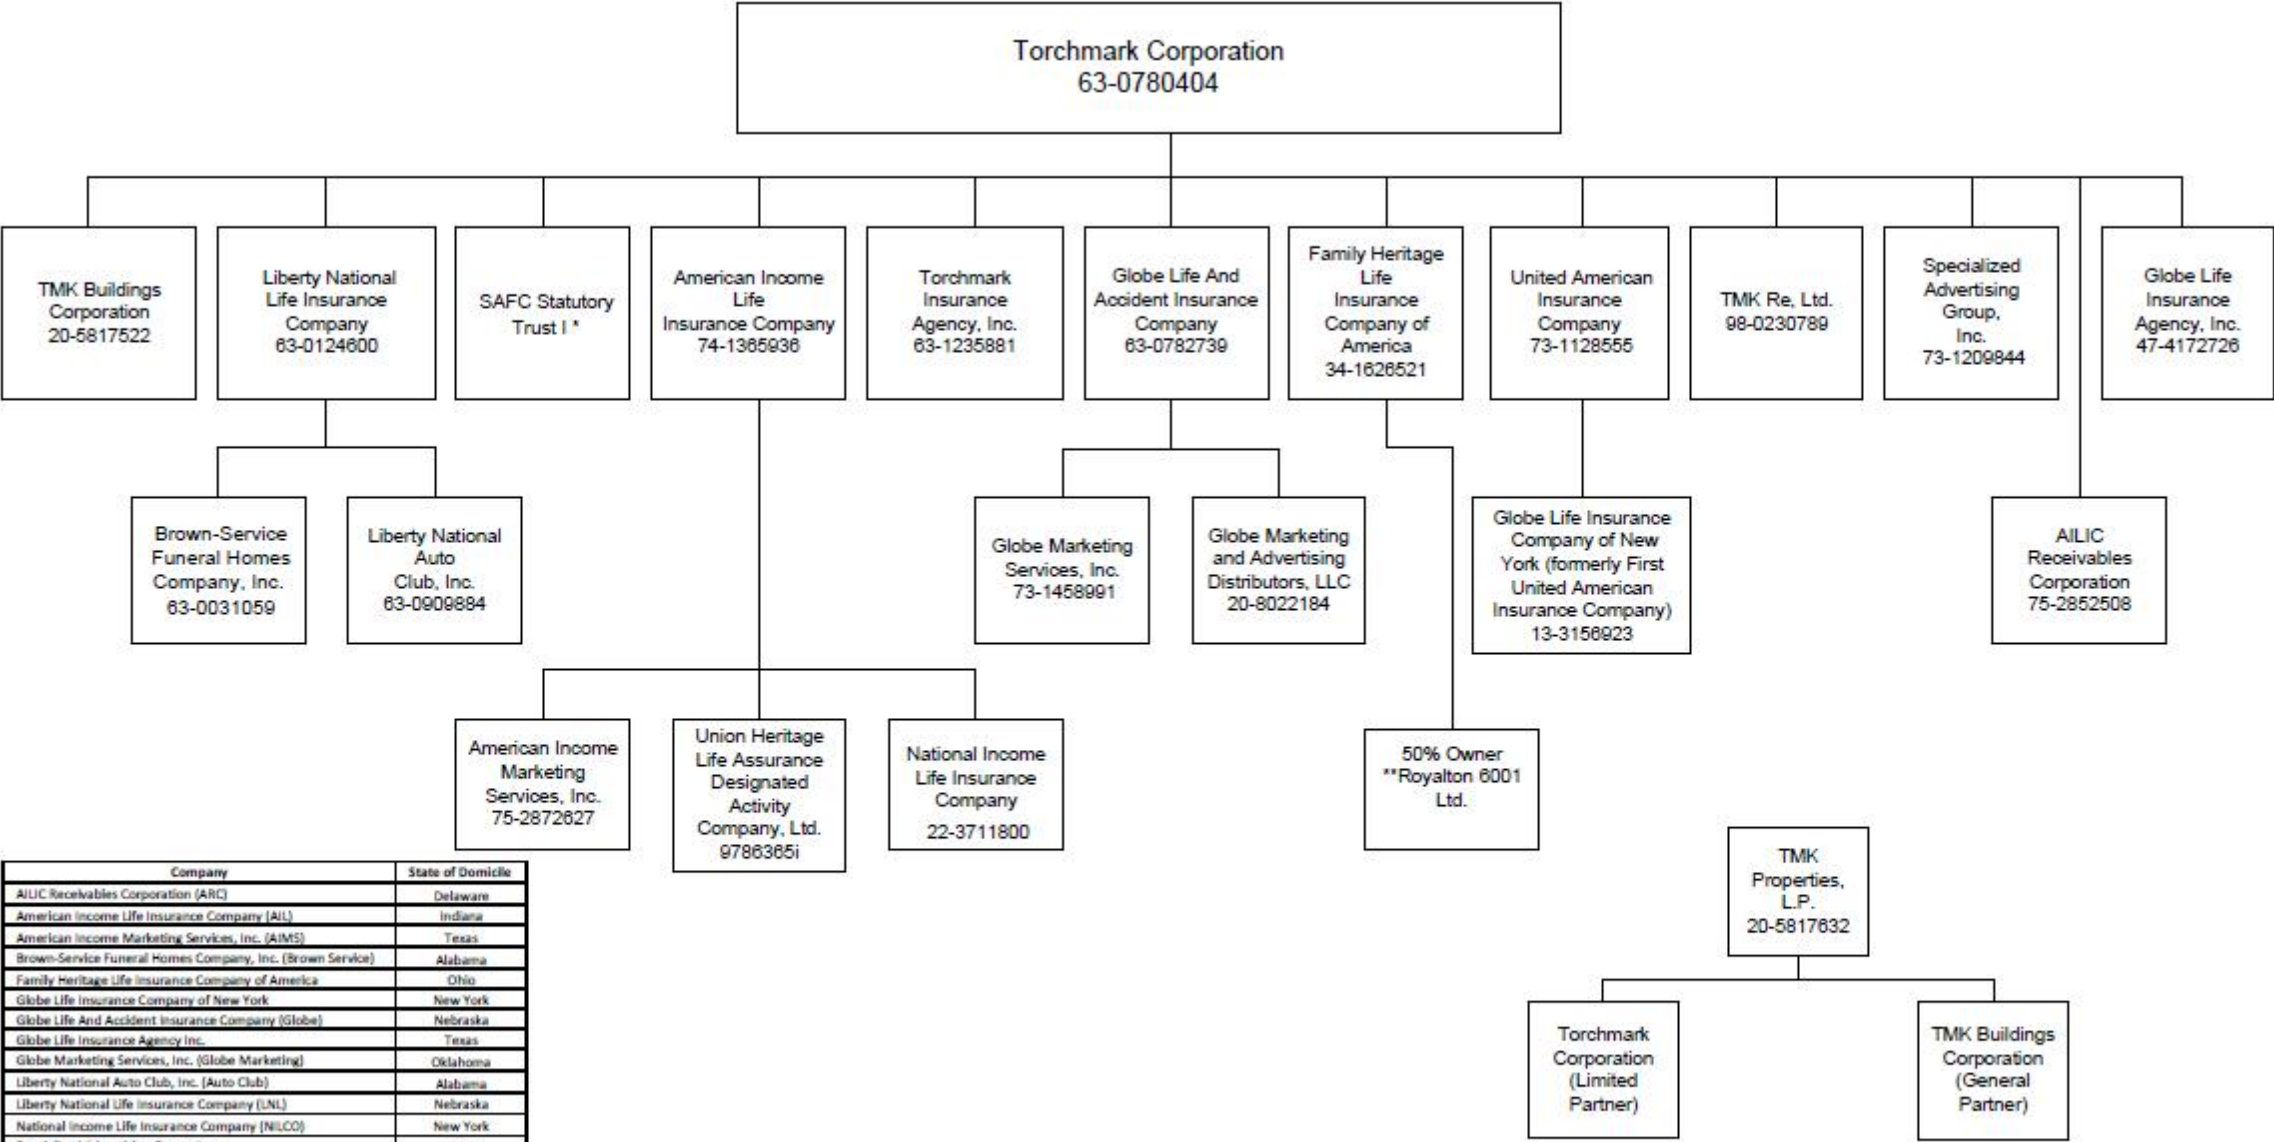 Torchmark Corporation
63-0780404
TMK Buildings
Corporation
20-5817522
Liberty National
Life Insurance
Company
63-0124600
SAFC Statutory
Trust I *
American Income
Life
Insurance Company
74-1365936
Torchmark
Insurance
Agency, Inc.
63-1235881
Globe Life And
Accident Insurance
Company
63-0782739
Family Heritage
Life
Insurance
Company of
America
34-1626521
United American
Insurance
Company
73-1128555
TMK Re, Ltd.
98-0230789
Specialized
Advertising
Group,
Inc.
73-1209844
Globe Life
Insurance
Agency, Inc.
47-4172726
Brown-Service
Funeral Homes
Company, Inc.
63-0031059
Liberty National
Auto
Club, Inc.
63-0909884
Globe Marketing
Services, Inc.
73-1458991
Globe Marketing
and Advertising
Distributors, LLC
20-8022184
Globe Life Insurance
Company of New
York (formerly First
United American
Insurance Company)
13-3156923
AILIC
Receivables
Corporation
75-2852508
American Income
Marketing
Services, Inc.
75-2872627
Union Heritage
Life Assurance
Designated
Activity
Company, Ltd.
9786365i
National Income
Life Insurance
Company
22-3711800
50% Owner
**Royalton 6001
Ltd.
TMK
Properties,
L.P.
20-5817632
Torchmark
Corporation
(Limited
Partner)
TMK Buildings
Corporation
(General
Partner)
Company State of Domicile
AILIC Receivables Corporation (ARC) Delaware
American Income Life Insurance Company (AIL) Indiana
American Income Marketing Services, Inc. (AIMS) Texas
Brown-Service Funeral Homes Company, Inc. (Brown Service) Alabama
Family Heritage Life Insurance Company of America Ohio
Globe Life Insurance Company of New York New York
Globe Life And Accident Insurance Company (Globe) Nebraska
Globe Life Insurance Agency Inc. Texas
Globe Marketing Services, Inc. (Globe Marketing) Oklahoma
Liberty National Auto Club, Inc. (Auto Club) Alabama
Liberty National Life Insurance Company (LNL) Nebraska
National Income Life Insurance Company (NILCO) New York